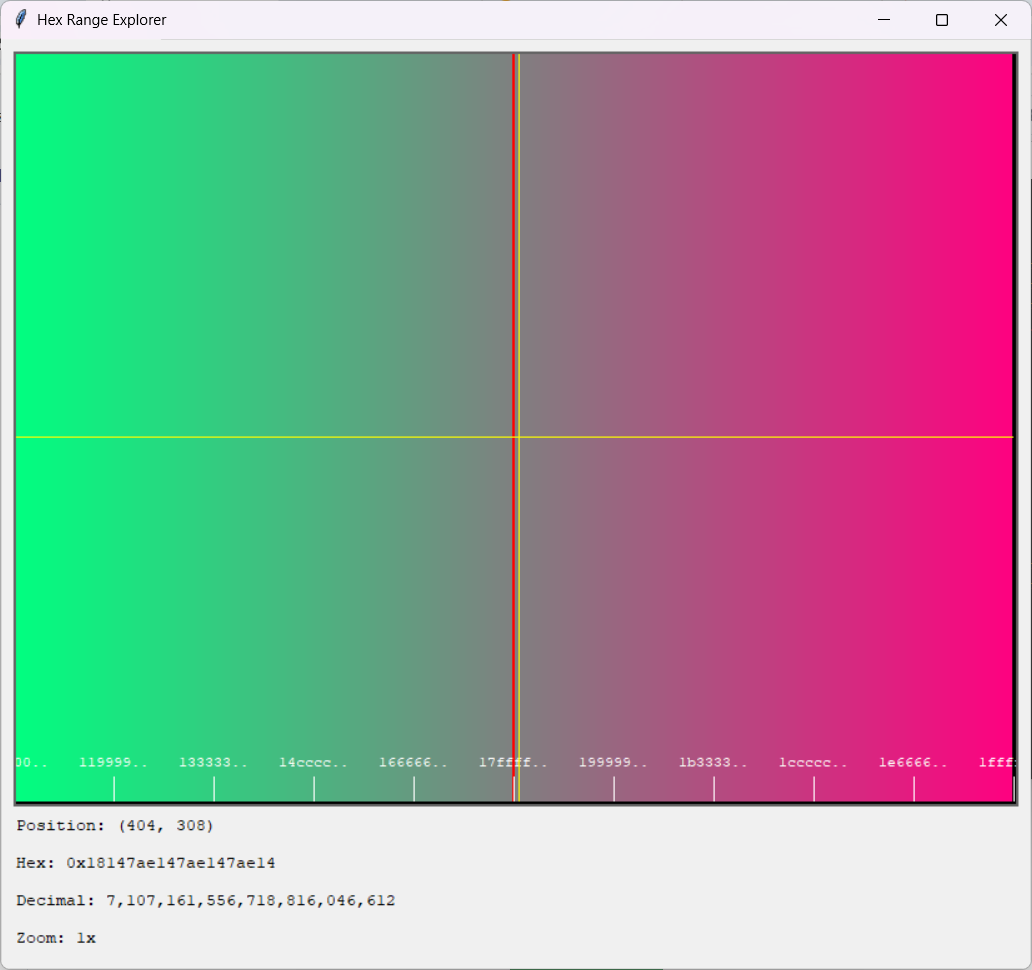 Hex Range Explorer
00.. 119999.. 133333.. 14cccc.. 166666.. 17ffff.. 199999.. 1b3333.. 1ccccc.. 1e6666.. 1fff
Position: (404, 308)
Hex: 0x18147ae147ae147ae14
Decimal: 7,107,161,556,718,816,046,612
Zoom: 1x